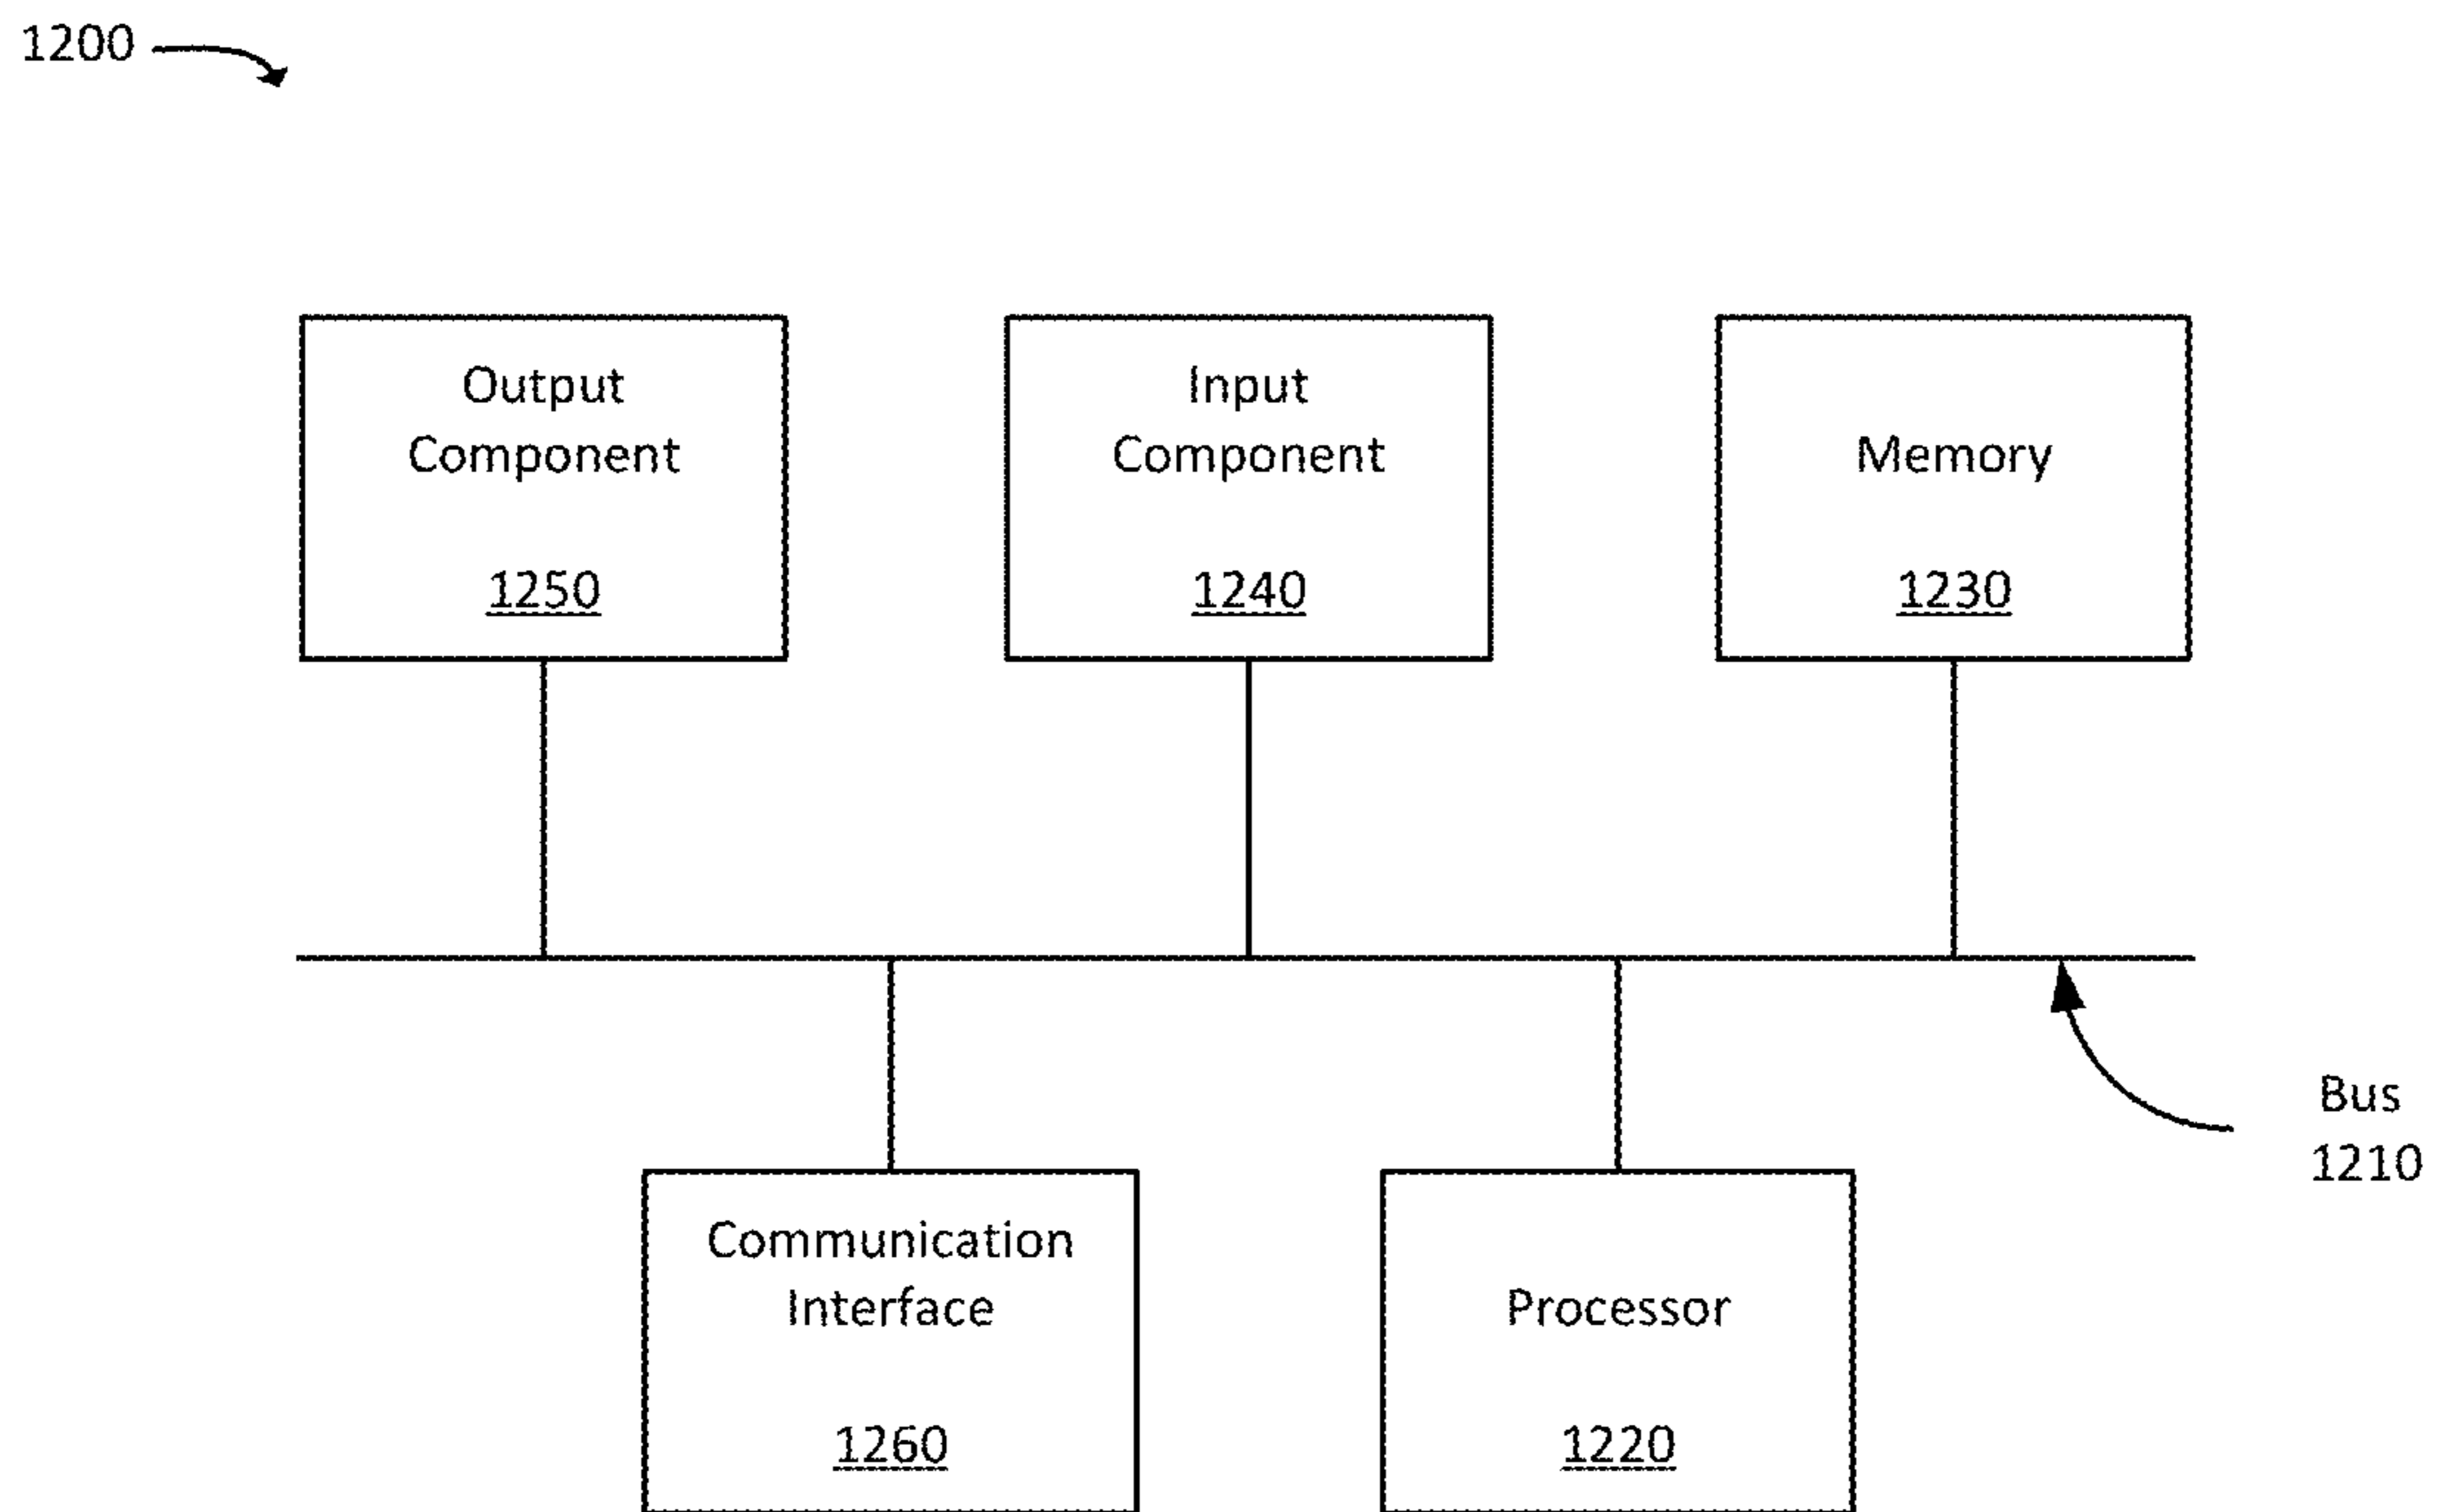 1200
Output
Component
1250
Input
Component
1240
Memory
1230
Bus
1210
Communication
Interface
1260
Processor
1220